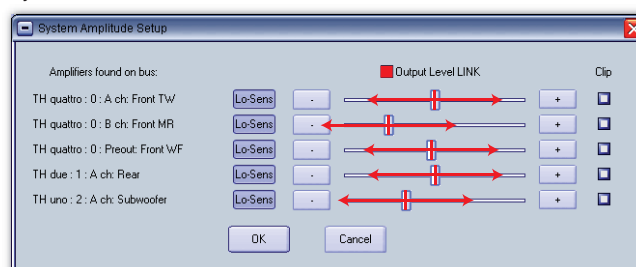 System Amplitude Setup
Amplifiers found on bus: Output Level LINK Clip
TH quattro : 0 : A ch: Front TW Lo-Sens - +
TH quattro : 0 : B ch: Front MR Lo-Sens - +
TH quattro : 0 : Preout: Front WF Lo-Sens - +
TH due : 1 : A ch: Rear Lo-Sens - +
TH uno : 2 : A ch: Subwoofer Lo-Sens - +
OK Cancel